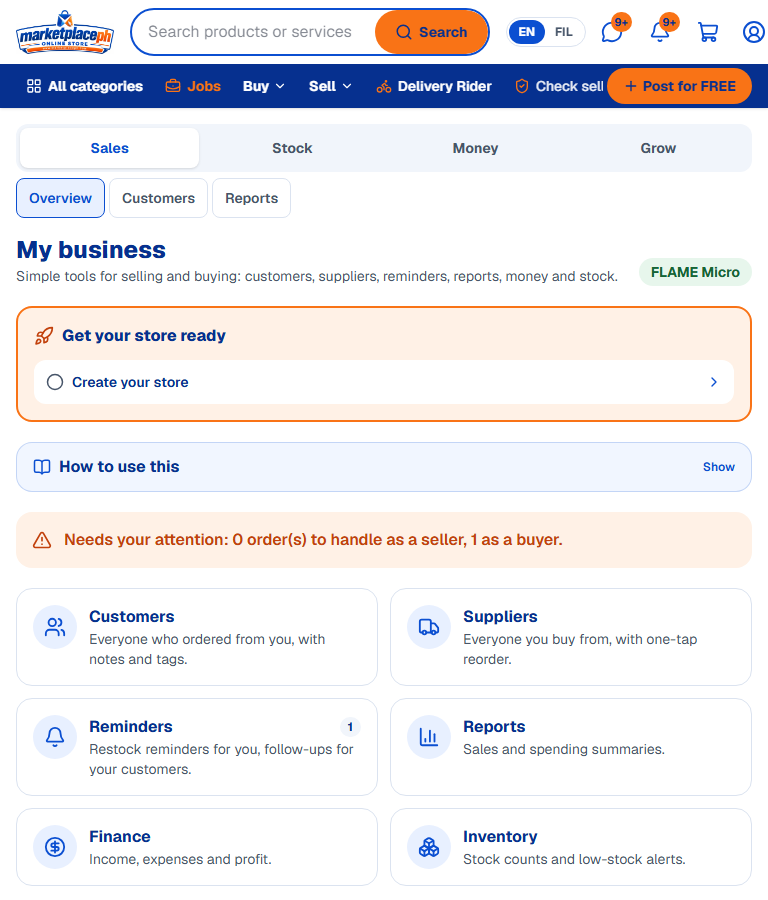 marketplaceph
ONLINE STORE
Search products or services
Search
EN
FIL
9+
9+
All categories
Jobs
Buy
Sell
Delivery Rider
Check sell
+ Post for FREE
Sales
Stock
Money
Grow
Overview
Customers
Reports
My business
Simple tools for selling and buying: customers, suppliers, reminders, reports, money and stock.
FLAME Micro
Get your store ready
Create your store
How to use this
Show
Needs your attention: 0 order(s) to handle as a seller, 1 as a buyer.
Customers
Everyone who ordered from you, with
notes and tags.
Suppliers
Everyone you buy from, with one-tap
reorder.
Reminders
1
Restock reminders for you, follow-ups for
your customers.
Reports
Sales and spending summaries.
Finance
Income, expenses and profit.
Inventory
Stock counts and low-stock alerts.